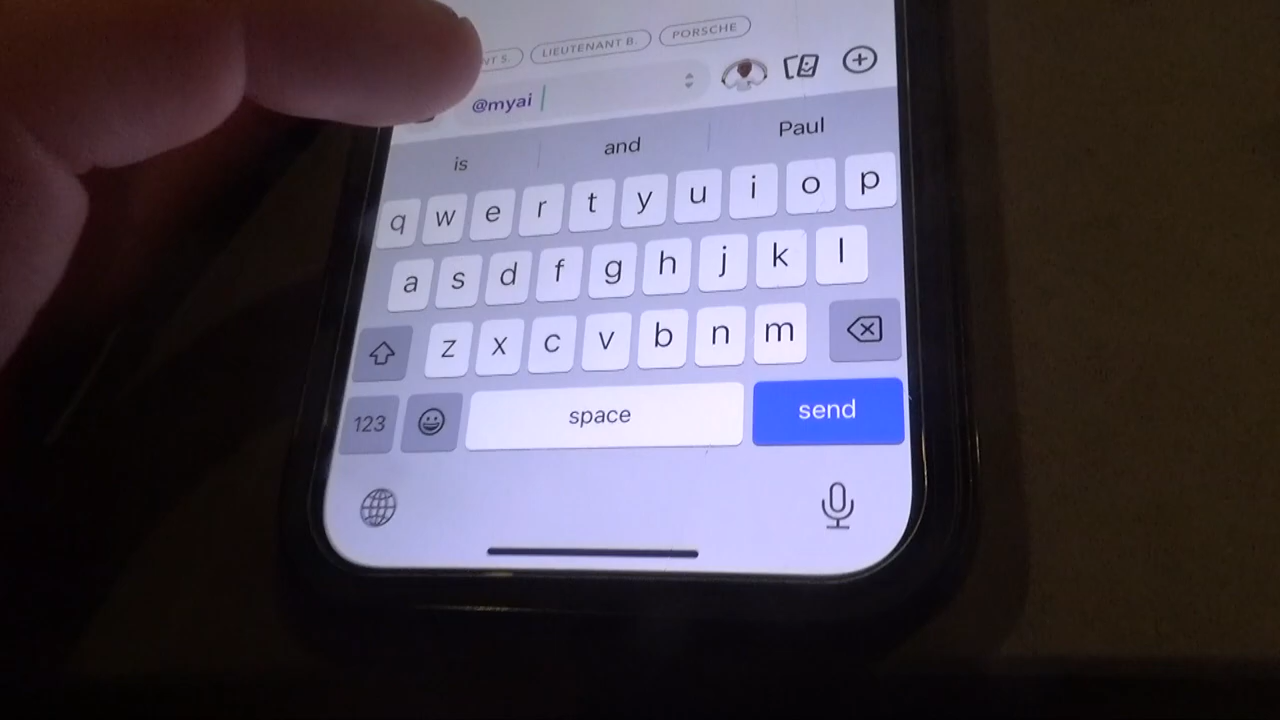 LIEUTENANT B. PORSCHE
@myai
is and Paul
q w e r t y u i o p
a s d f g h j k l
z x c v b n m
123 space send